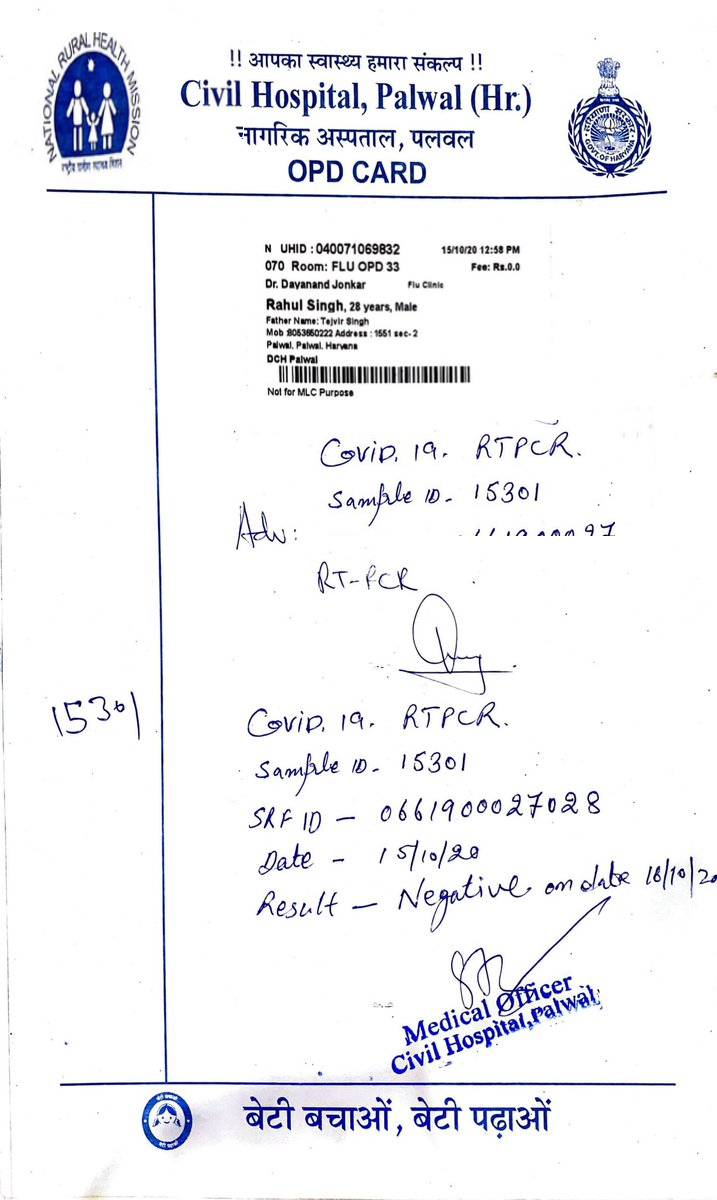 NATIONAL RURAL HEALTH MISSION
राष्ट्रीय ग्रामीण स्वास्थ्य मिशन
!! आपका स्वास्थ्य हमारा संकल्प !!
Civil Hospital, Palwal (Hr.)
नागरिक अस्पताल, पलवल
OPD CARD
हरियाणा सरकार
GOVT. OF HARYANA
N UHID : 040071069832 15/10/20 12:58 PM
070 Room: FLU OPD 33 Fee: Rs.0.0
Dr. Dayanand Jonkar Flu Clinic
Rahul Singh, 28 years, Male
Father Name: Tejvir Singh
Mob :8053650222 Address : 1551 sec-2
Palwal, Palwal, Haryana
DCH Palwal
Not for MLC Purpose
Covid. 19. RTPCR.
Sample ID - 15301
Adv:
RT-PCR
15301
Covid. 19. RTPCR.
Sample ID - 15301
SRF ID - 0661900027028
Date - 15/10/20
Result - Negative on date
Medical Officer
Civil Hospital,Palwal
बेटी बचाओ
बेटी पढ़ाओ
बेटी बचाओं, बेटी पढ़ाओं